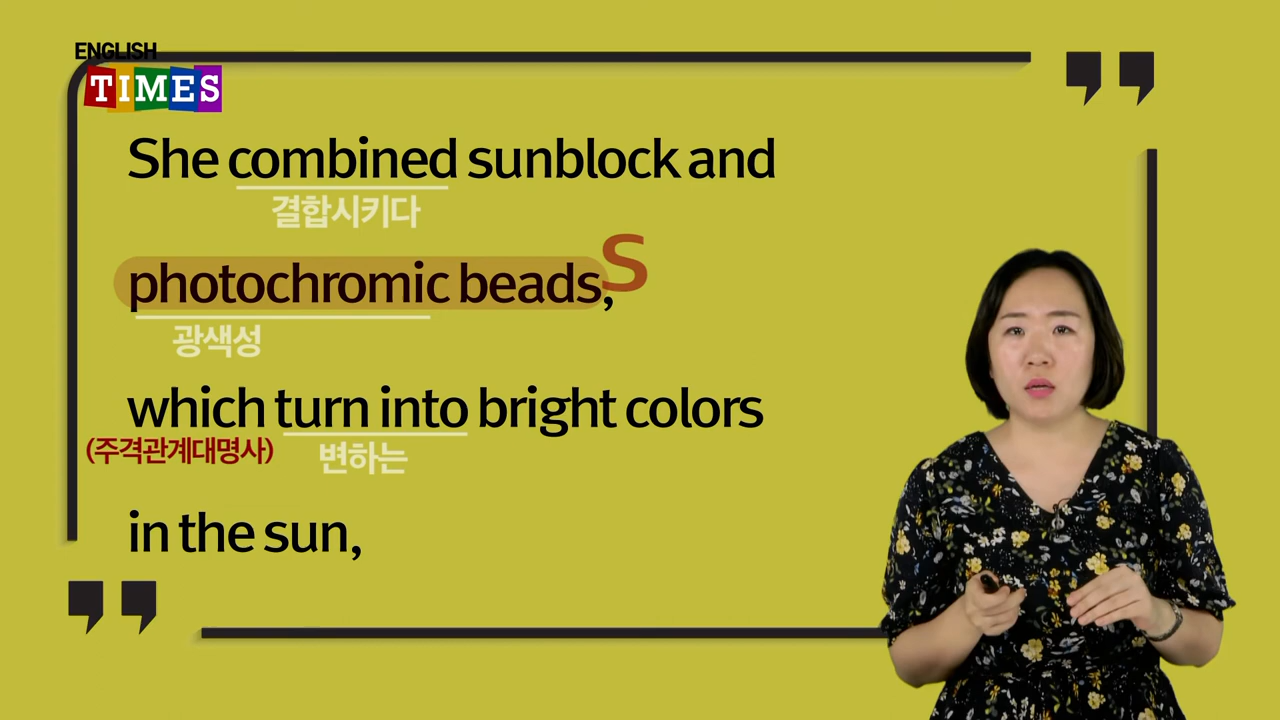 ENGLISH
TIMES
She combined sunblock and
결합시키다
S
photochromic beads,
광색성
which turn into bright colors
(주격관계대명사)
변하는
in the sun,